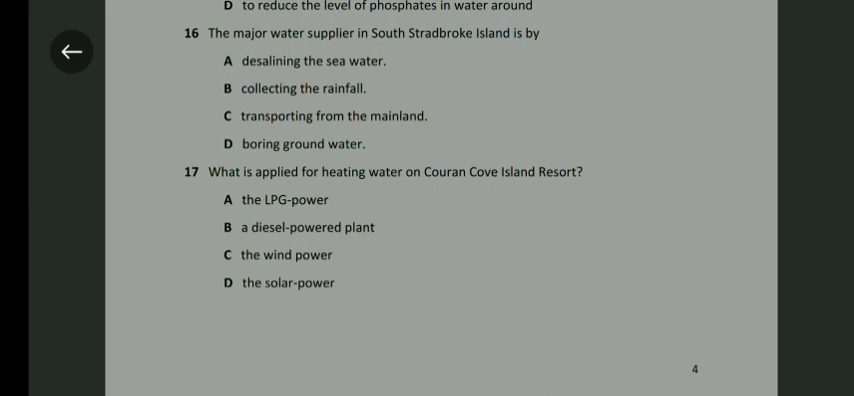 D to reduce the level of phosphates in water around
16 The major water supplier in South Stradbroke Island is by
A desalining the sea water.
B collecting the rainfall.
C transporting from the mainland.
D boring ground water.
17 What is applied for heating water on Couran Cove Island Resort?
A the LPG-power
B a diesel-powered plant
C the wind power
D the solar-power
4